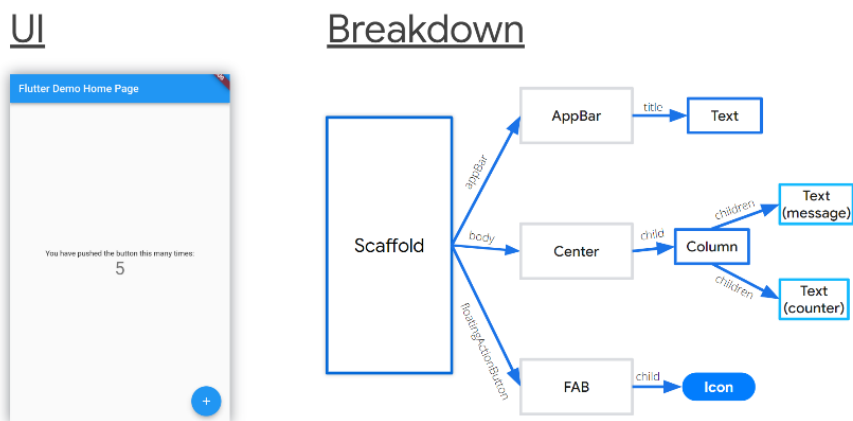 UI
Breakdown
Flutter Demo Home Page
You have pushed the button this many times:
5
+
Scaffold
appBar
body
floatingActionButton
AppBar
title
Text
Center
child
Column
children
Text
(message)
children
Text
(counter)
FAB
child
Icon